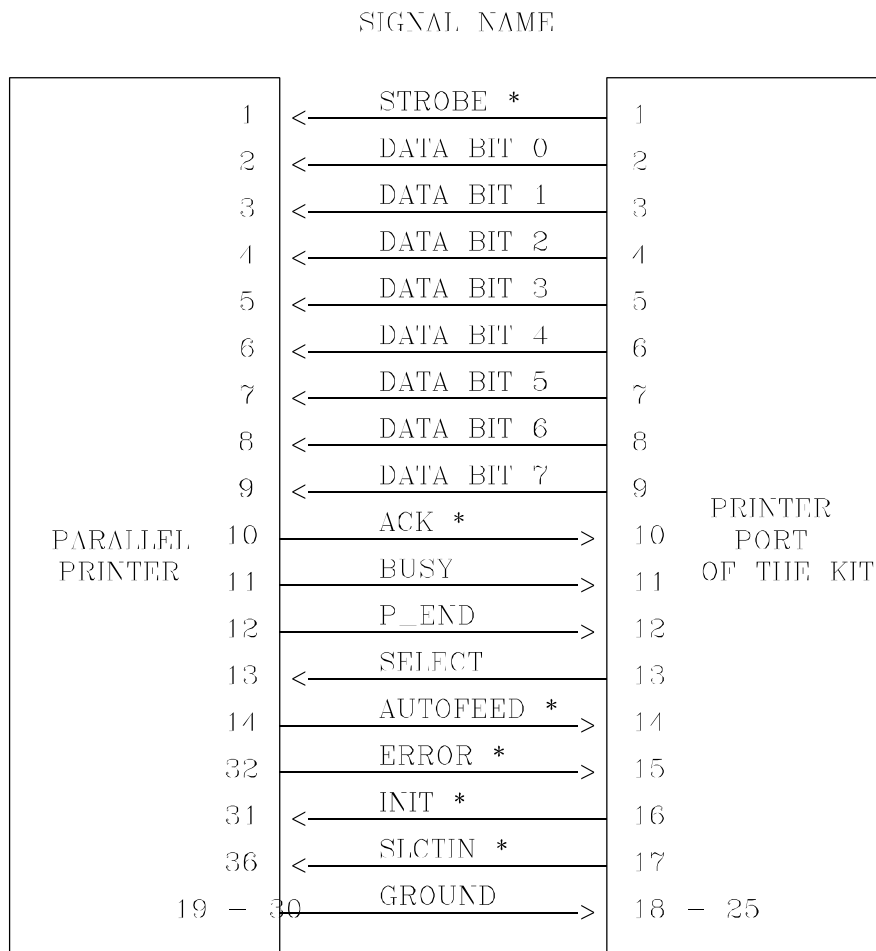 SIGNAL NAME
1 STROBE * 1
2 DATA BIT 0 2
3 DATA BIT 1 3
4 DATA BIT 2 4
5 DATA BIT 3 5
6 DATA BIT 4 6
7 DATA BIT 5 7
8 DATA BIT 6 8
9 DATA BIT 7 9
10 ACK * 10
11 BUSY 11
12 P_END 12
13 SELECT 13
14 AUTOFEED * 14
32 ERROR * 15
31 INIT * 16
36 SLCTIN * 17
19 - 30 GROUND 18 - 25
PARALLEL
PRINTER
PRINTER
PORT
OF THE KIT